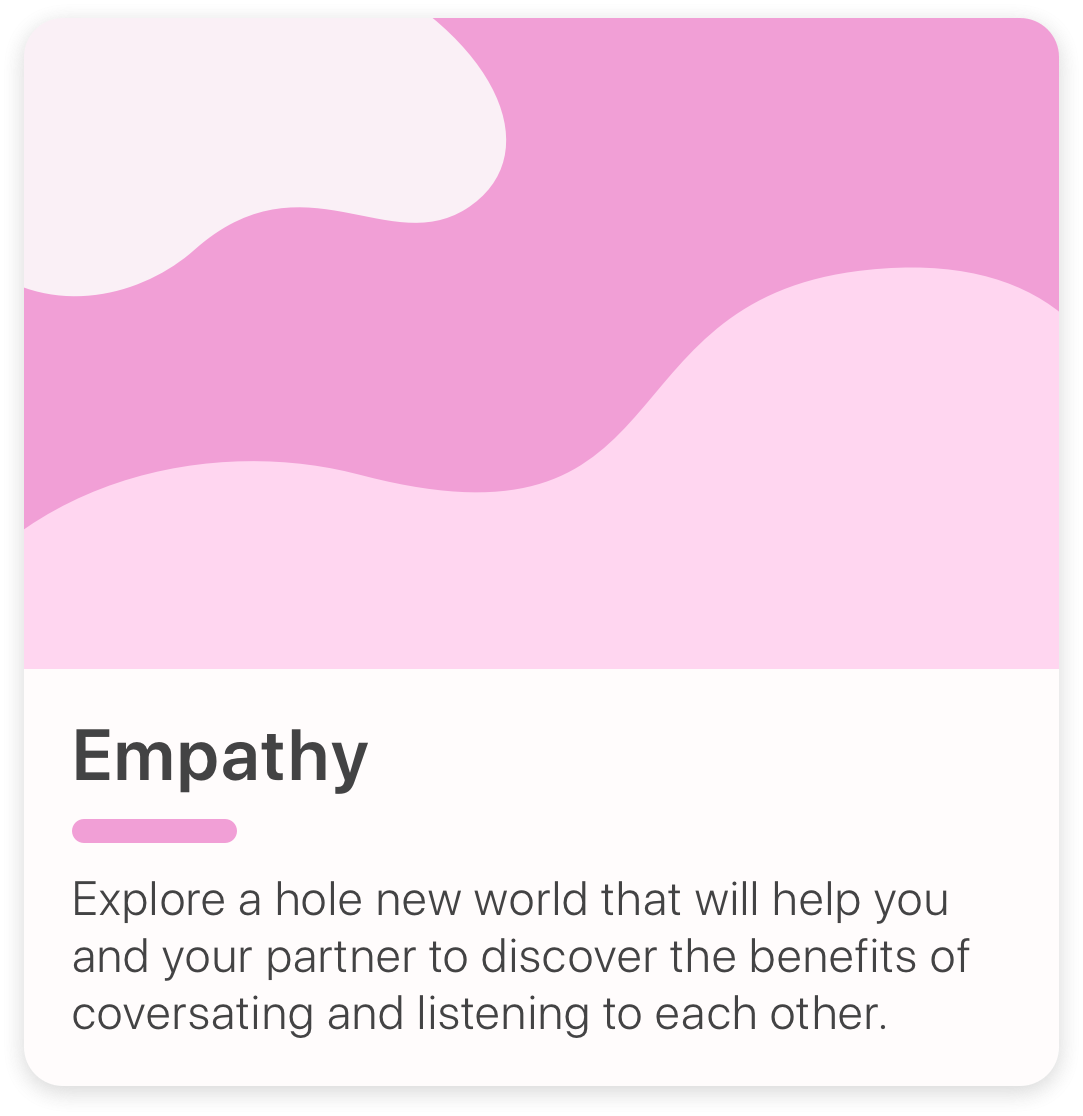 Empathy
Explore a hole new world that will help you
and your partner to discover the benefits of
coversating and listening to each other.